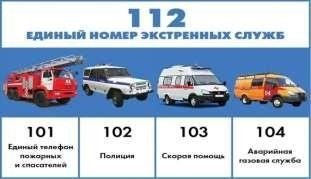 112
ЕДИНЫЙ НОМЕР ЭКСТРЕННЫХ СЛУЖБ
101
Единый телефон
пожарных
и спасателей
102
Полиция
103
Скорая помощь
104
Аварийная
газовая служба